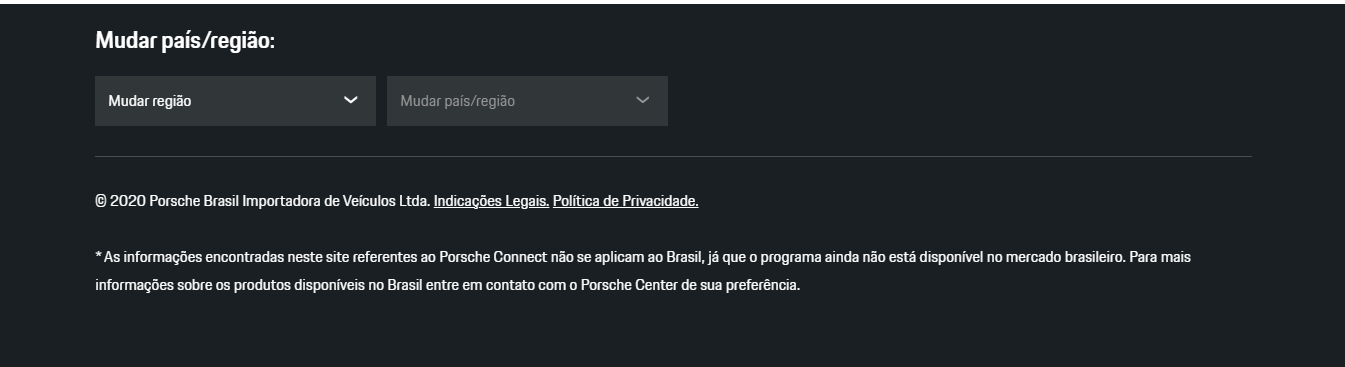 Mudar país/região:
Mudar região
Mudar país/região
© 2020 Porsche Brasil Importadora de Veículos Ltda. Indicações Legais. Política de Privacidade.
* As informações encontradas neste site referentes ao Porsche Connect não se aplicam ao Brasil, já que o programa ainda não está disponível no mercado brasileiro. Para mais
informações sobre os produtos disponíveis no Brasil entre em contato com o Porsche Center de sua preferência.